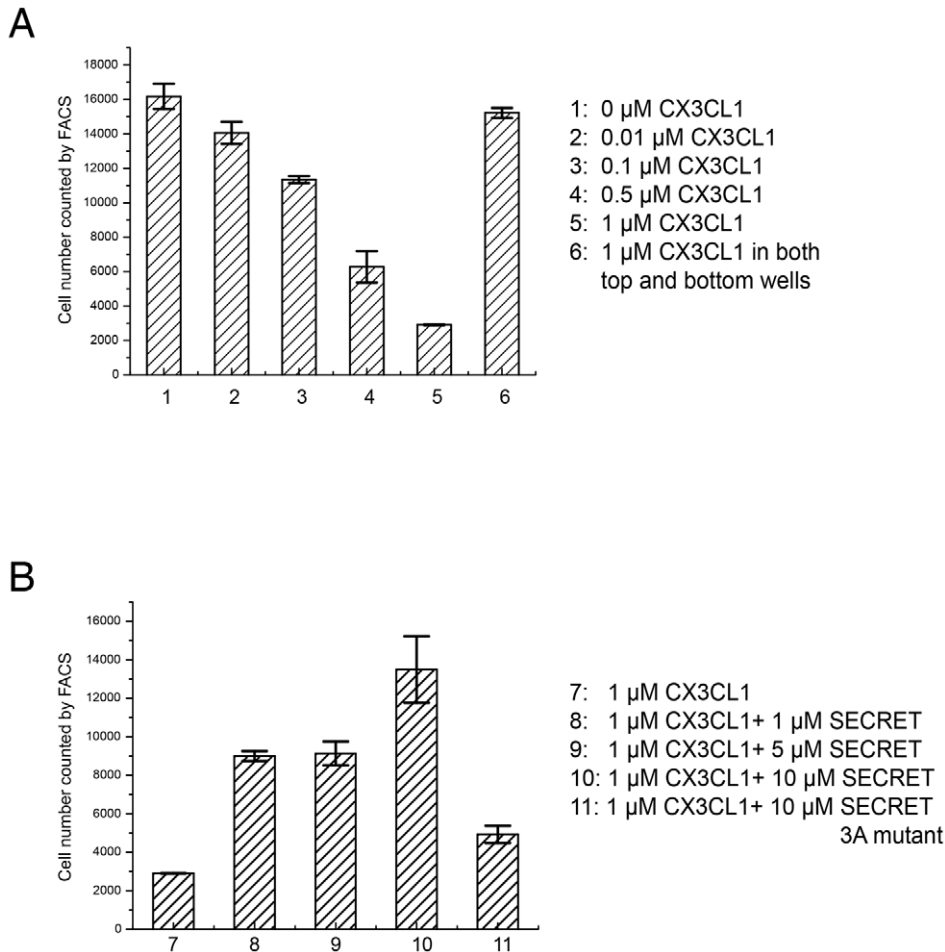 A
18000
16000
14000
12000
10000
8000
6000
4000
2000
0
Cell number counted by FACS
1 2 3 4 5 6
1: 0 µM CX3CL1
2: 0.01 µM CX3CL1
3: 0.1 µM CX3CL1
4: 0.5 µM CX3CL1
5: 1 µM CX3CL1
6: 1 µM CX3CL1 in both
top and bottom wells
B
16000
14000
12000
10000
8000
6000
4000
2000
0
Cell number counted by FACS
7 8 9 10 11
7: 1 µM CX3CL1
8: 1 µM CX3CL1+ 1 µM SECRET
9: 1 µM CX3CL1+ 5 µM SECRET
10: 1 µM CX3CL1+ 10 µM SECRET
11: 1 µM CX3CL1+ 10 µM SECRET
3A mutant